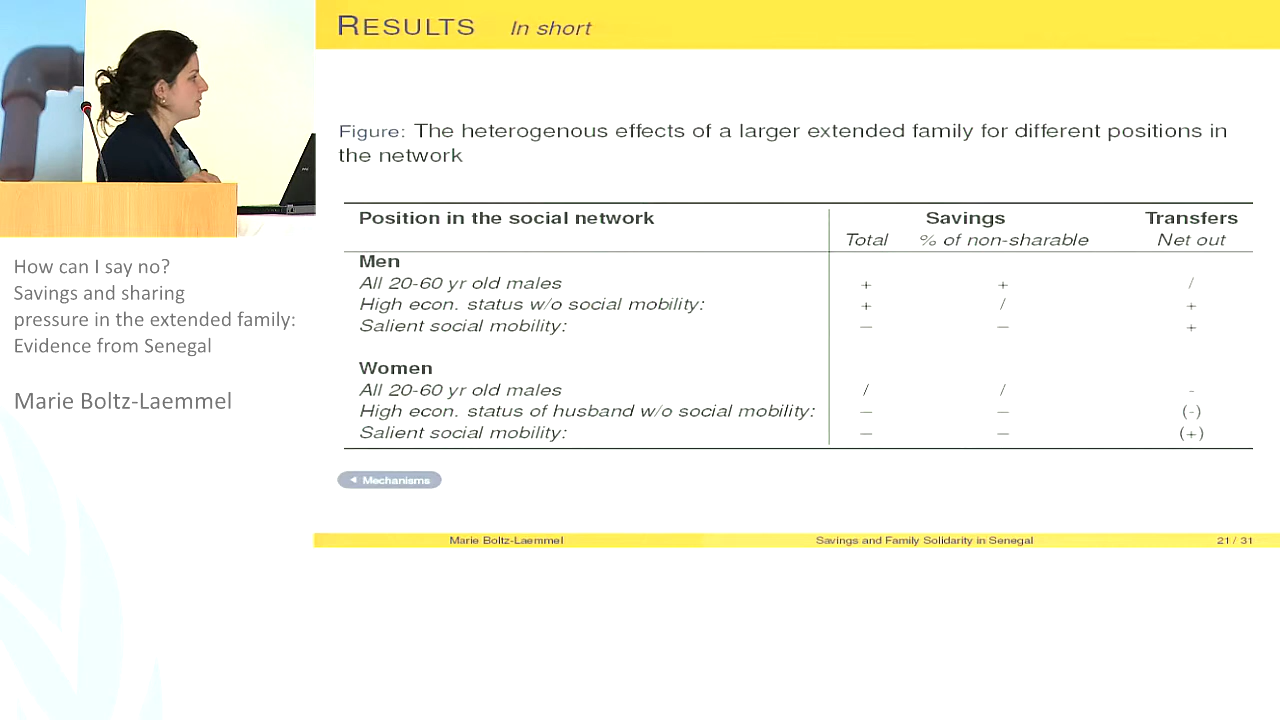 RESULTS In short
Figure: The heterogenous effects of a larger extended family for different positions in
the network
Position in the social network Savings Transfers
Total % of non-sharable Net out
Men
All 20-60 yr old males + + /
High econ. status w/o social mobility: + / +
Salient social mobility: — — +
Women
All 20-60 yr old males / / -
High econ. status of husband w/o social mobility: — — (-)
Salient social mobility: — — (+)
Mechanisms
Marie Boltz-Laemmel Savings and Family Solidarity in Senegal 21 / 31
How can I say no?
Savings and sharing
pressure in the extended family:
Evidence from Senegal
Marie Boltz-Laemmel